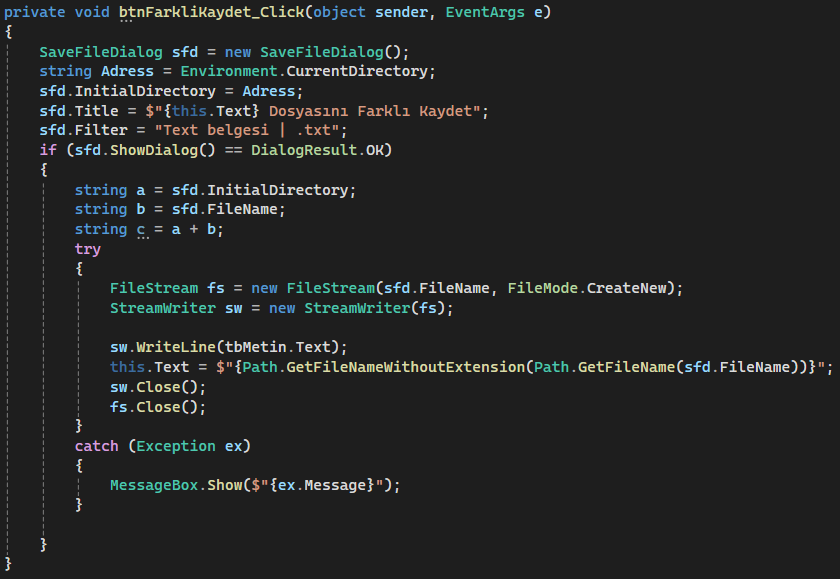 private void btnFarkliKaydet_Click(object sender, EventArgs e)
{
    SaveFileDialog sfd = new SaveFileDialog();
    string Adress = Environment.CurrentDirectory;
    sfd.InitialDirectory = Adress;
    sfd.Title = $"{this.Text} Dosyasını Farklı Kaydet";
    sfd.Filter = "Text belgesi | .txt";
    if (sfd.ShowDialog() == DialogResult.OK)
    {
        string a = sfd.InitialDirectory;
        string b = sfd.FileName;
        string c = a + b;
        try
        {
            FileStream fs = new FileStream(sfd.FileName, FileMode.CreateNew);
            StreamWriter sw = new StreamWriter(fs);

            sw.WriteLine(tbMetin.Text);
            this.Text = $"{Path.GetFileNameWithoutExtension(Path.GetFileName(sfd.FileName))}";
            sw.Close();
            fs.Close();
        }
        catch (Exception ex)
        {
            MessageBox.Show($"{ex.Message}");
        }

    }
}